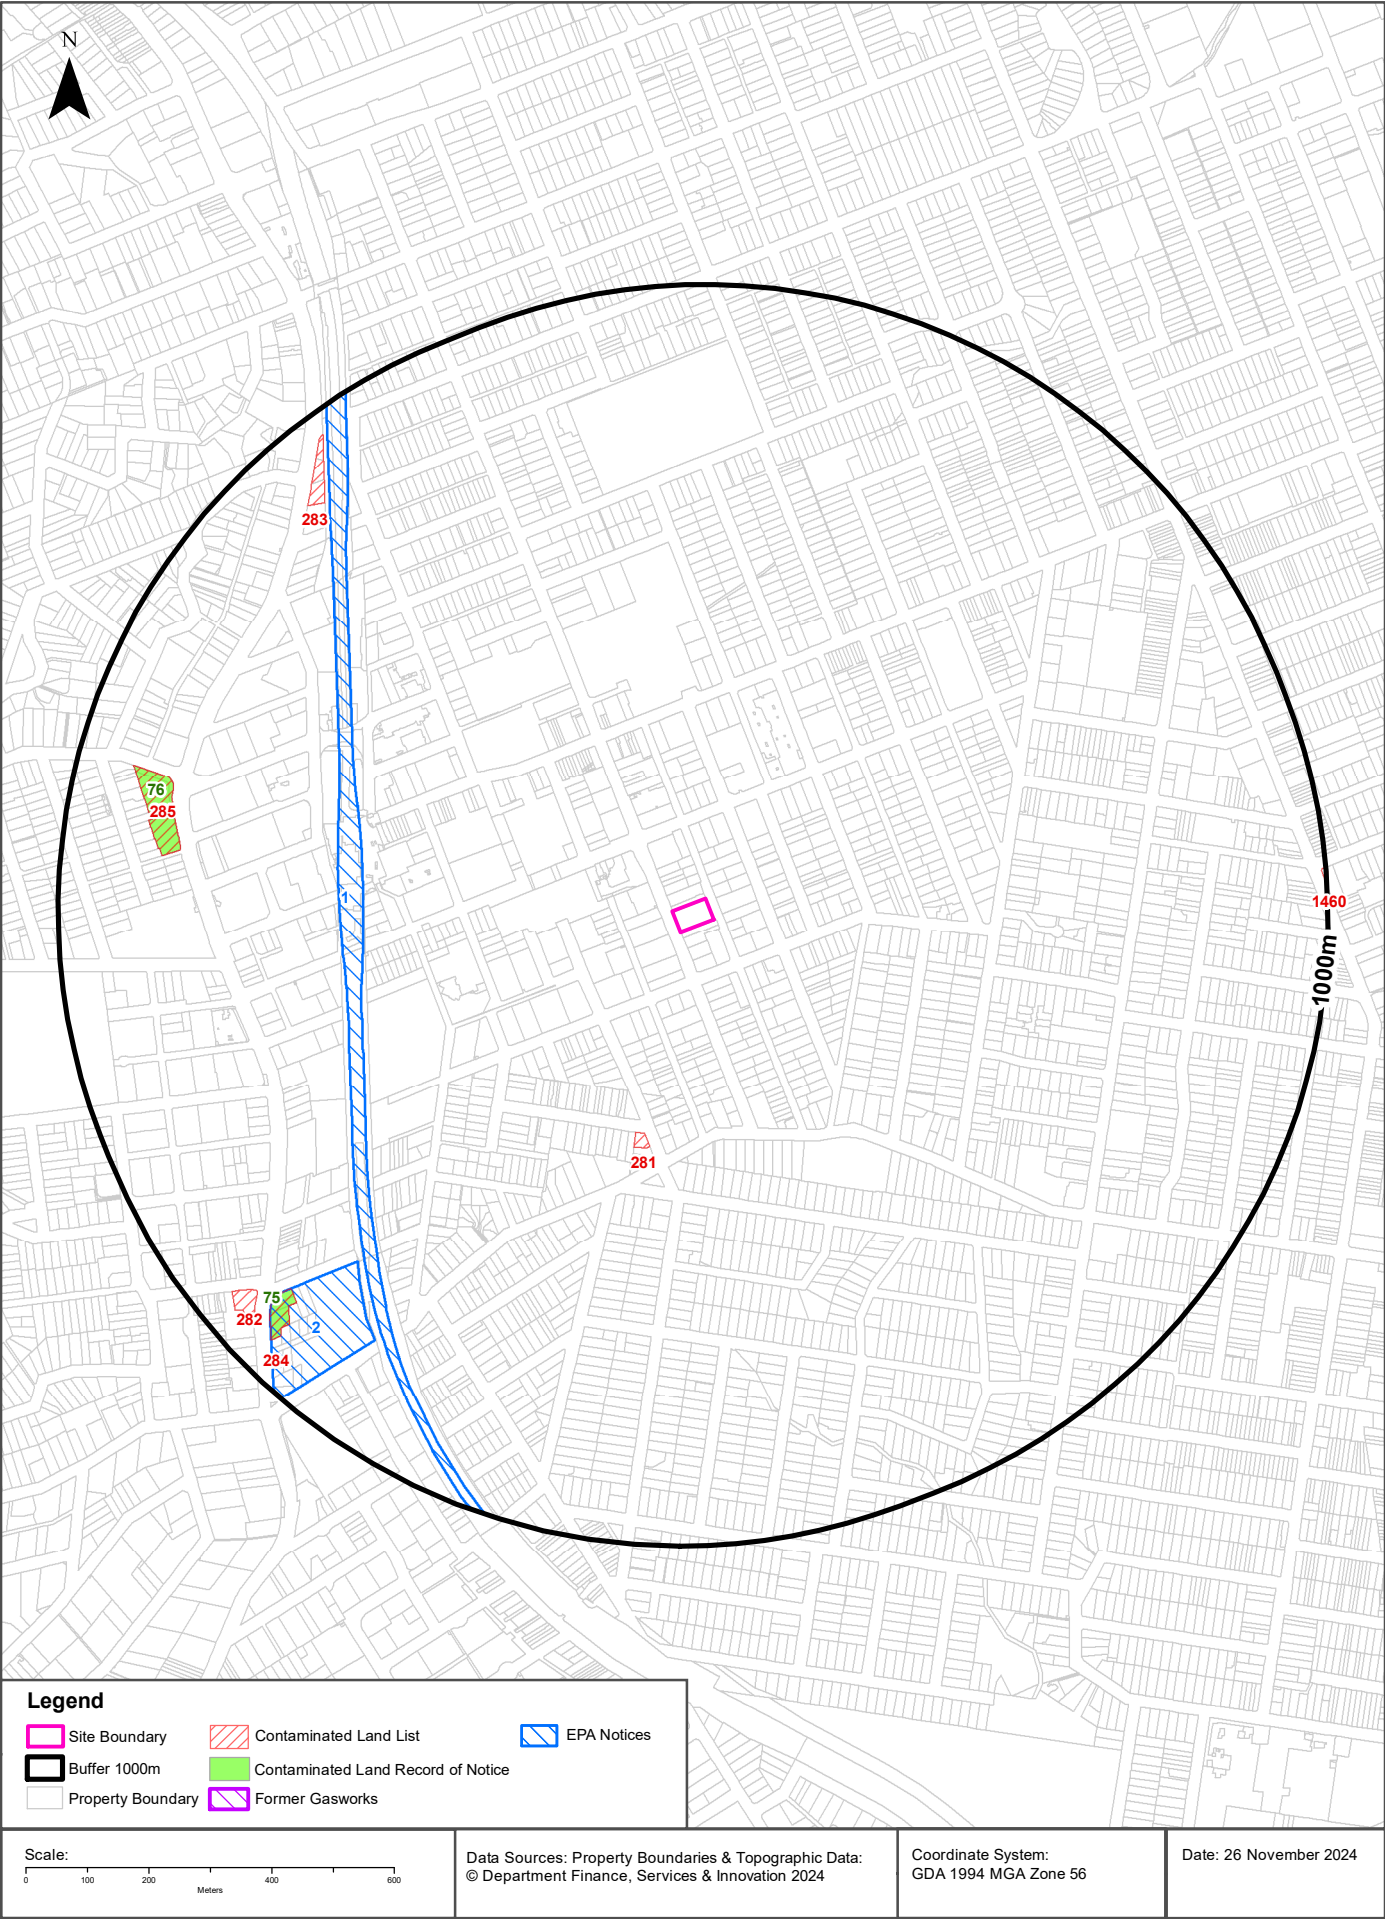 N
283
76
285
1
1460
1000m
281
75
282
2
284
Legend
Site Boundary
Contaminated Land List
EPA Notices
Buffer 1000m
Contaminated Land Record of Notice
Property Boundary
Former Gasworks
Scale:
0 100 200 400 600
Meters
Data Sources: Property Boundaries & Topographic Data:
© Department Finance, Services & Innovation 2024
Coordinate System:
GDA 1994 MGA Zone 56
Date: 26 November 2024